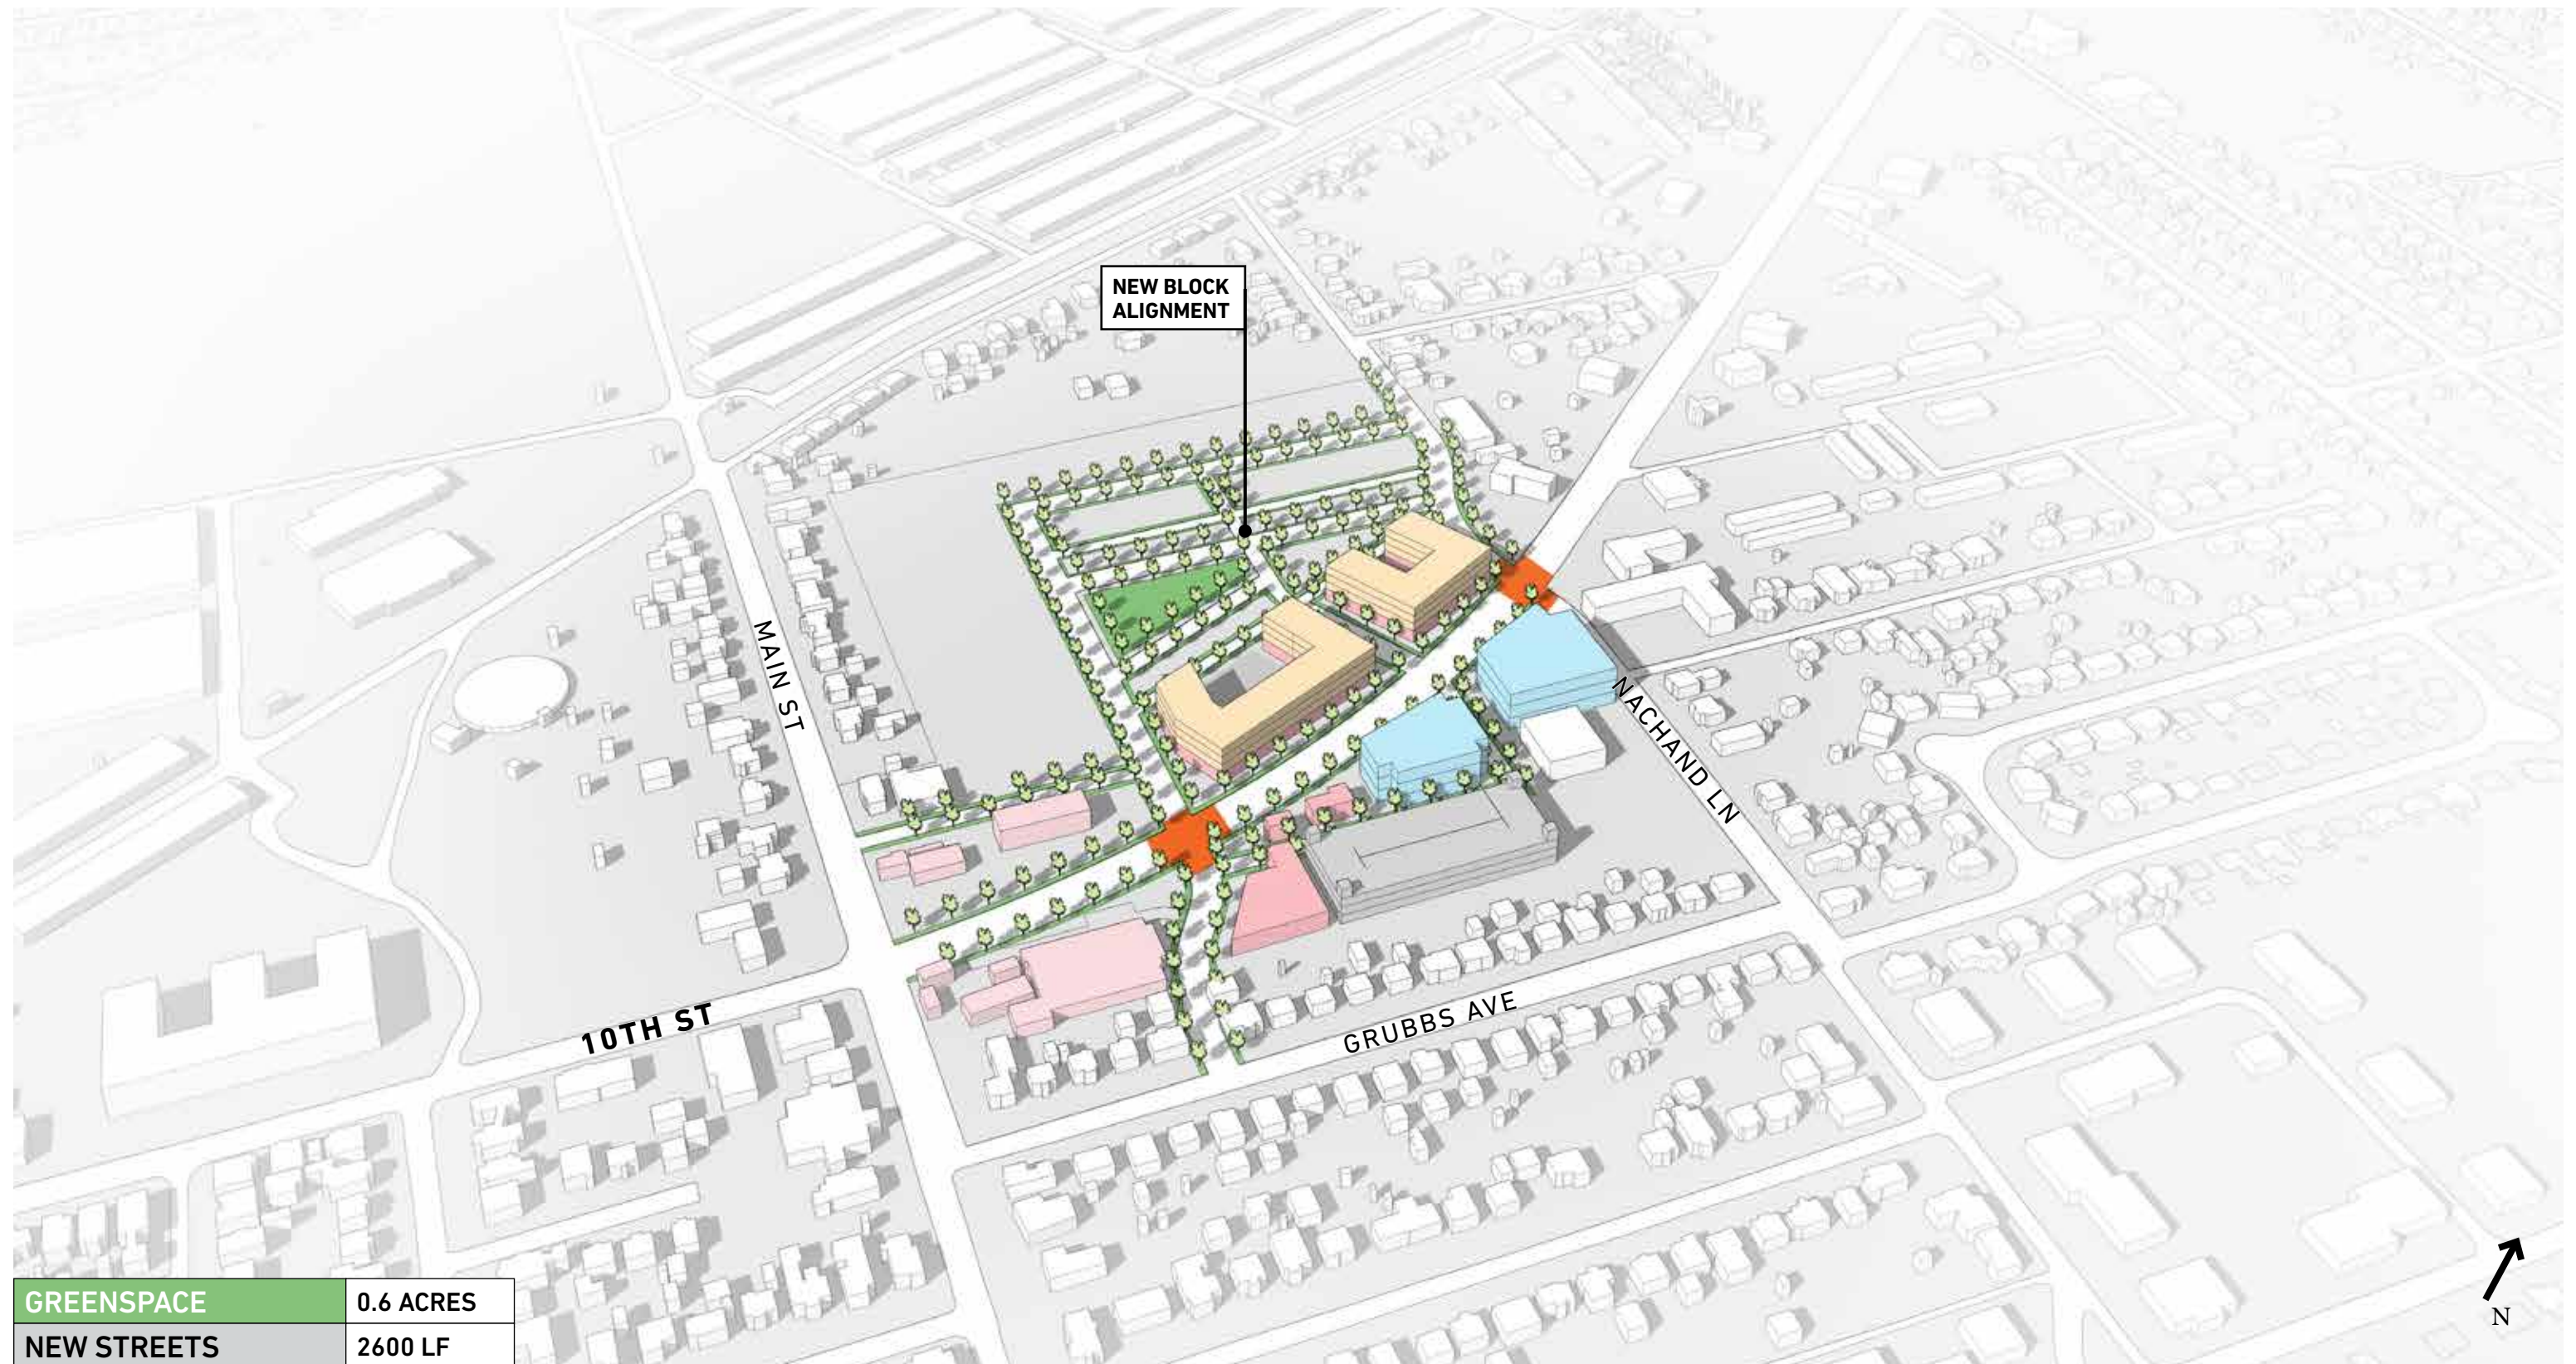 NEW BLOCK
ALIGNMENT
MAIN ST
NACHAND LN
10TH ST
GRUBBS AVE
GREENSPACE 0.6 ACRES
NEW STREETS 2600 LF
N